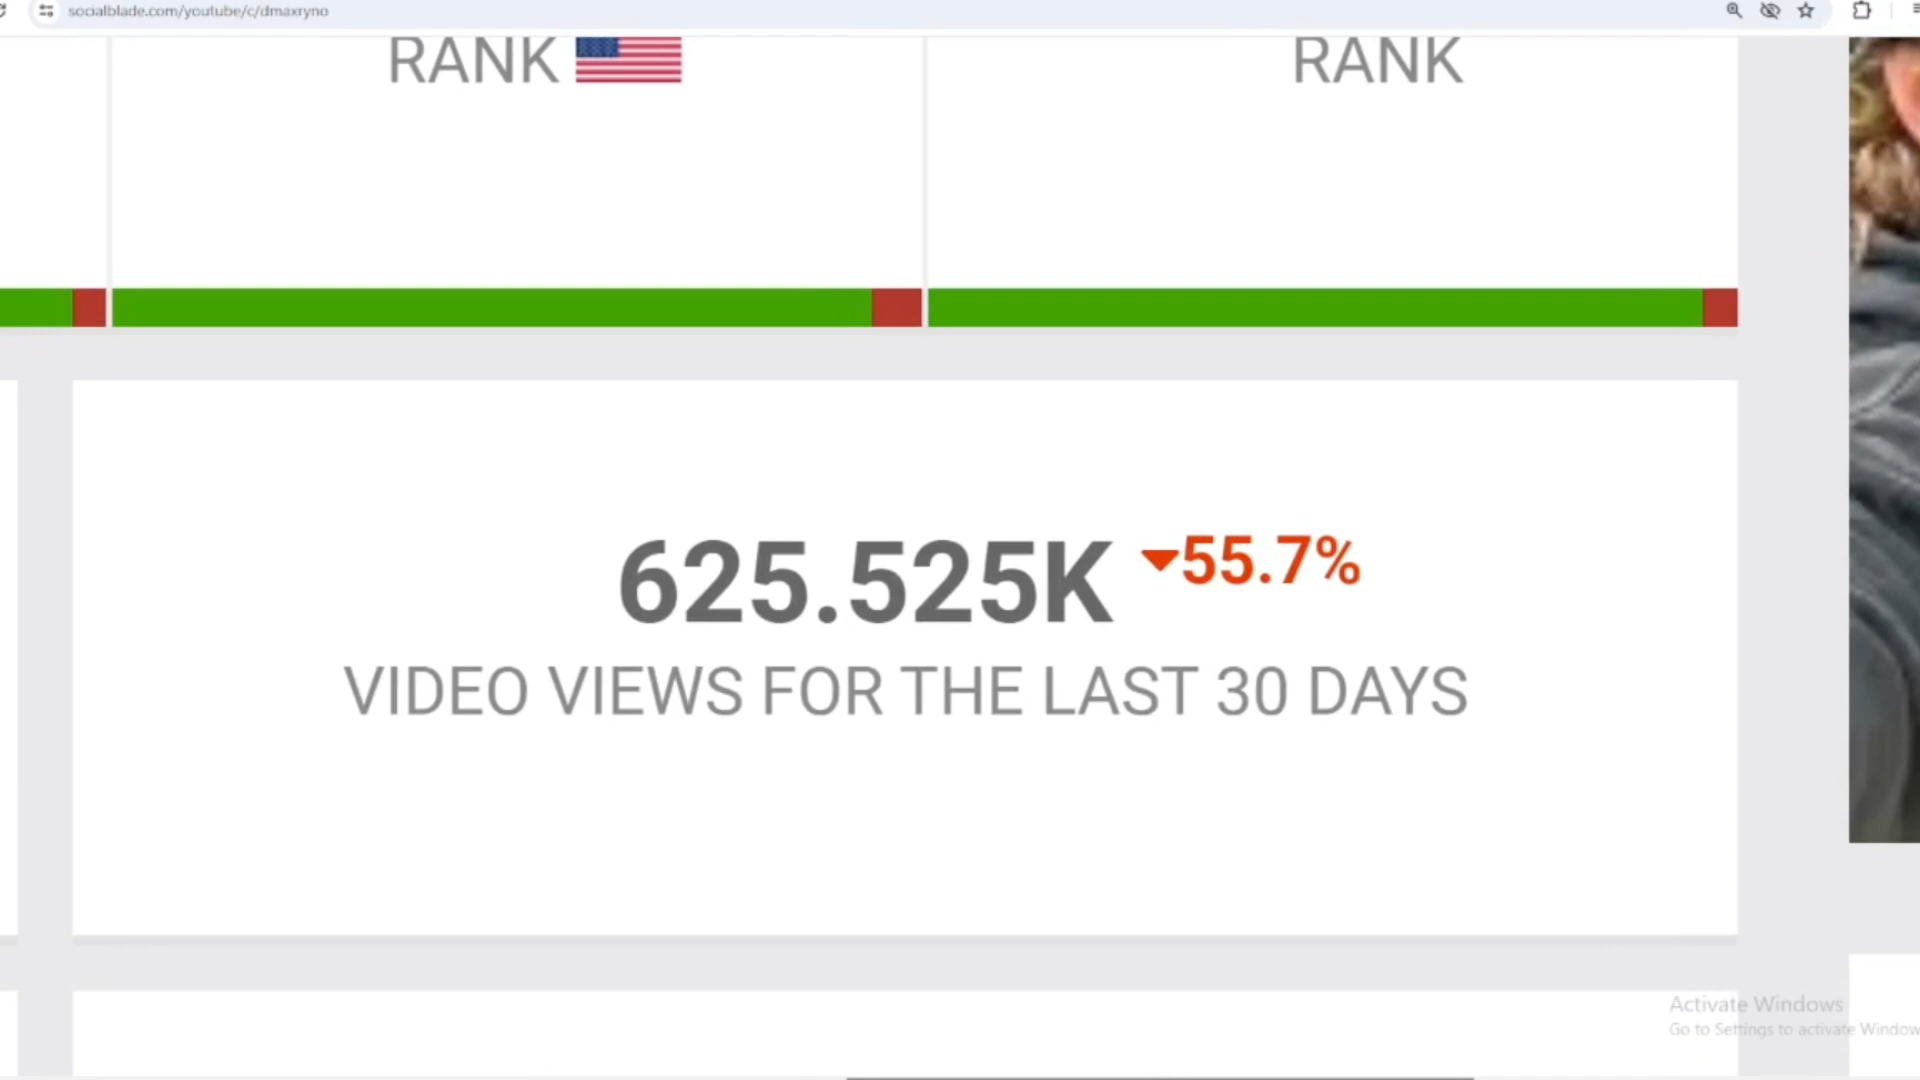 socialblade.com/youtube/c/dmaxryno
RANK
RANK
625.525K 55.7%
VIDEO VIEWS FOR THE LAST 30 DAYS
Activate Windows
Go to Settings to activate Window